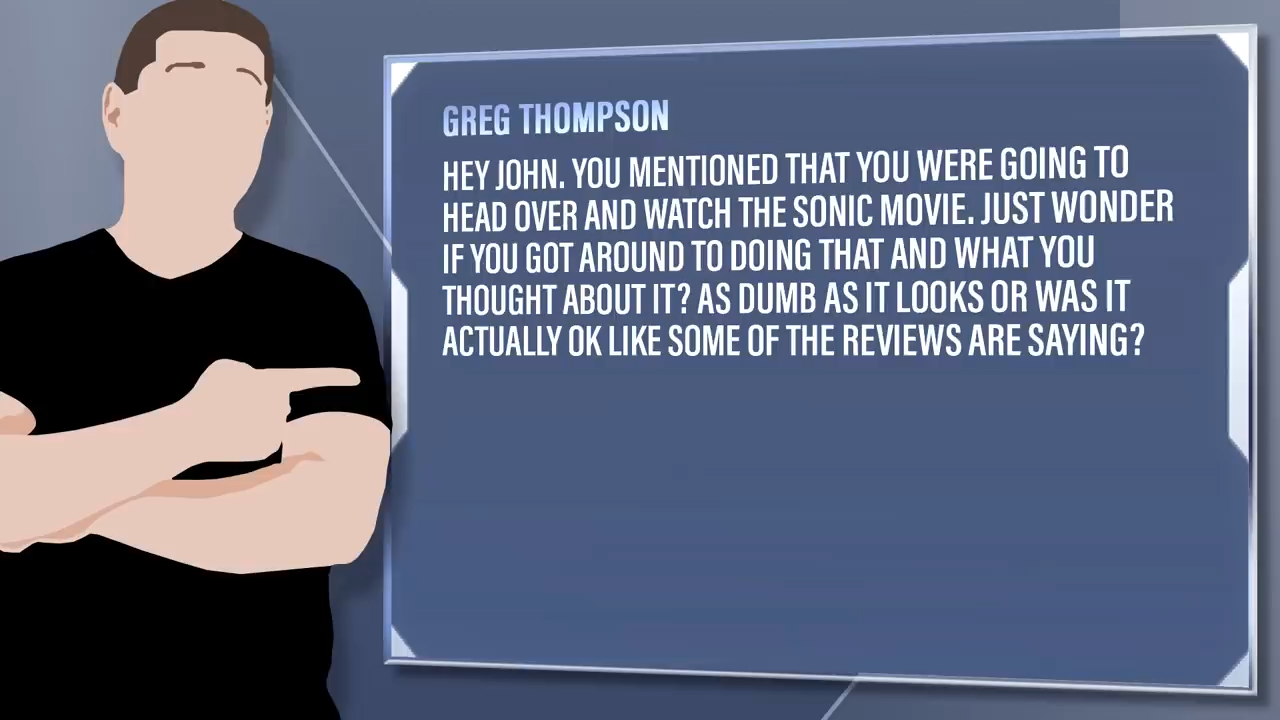 GREG THOMPSON
HEY JOHN. YOU MENTIONED THAT YOU WERE GOING TO
HEAD OVER AND WATCH THE SONIC MOVIE. JUST WONDER
IF YOU GOT AROUND TO DOING THAT AND WHAT YOU
THOUGHT ABOUT IT? AS DUMB AS IT LOOKS OR WAS IT
ACTUALLY OK LIKE SOME OF THE REVIEWS ARE SAYING?